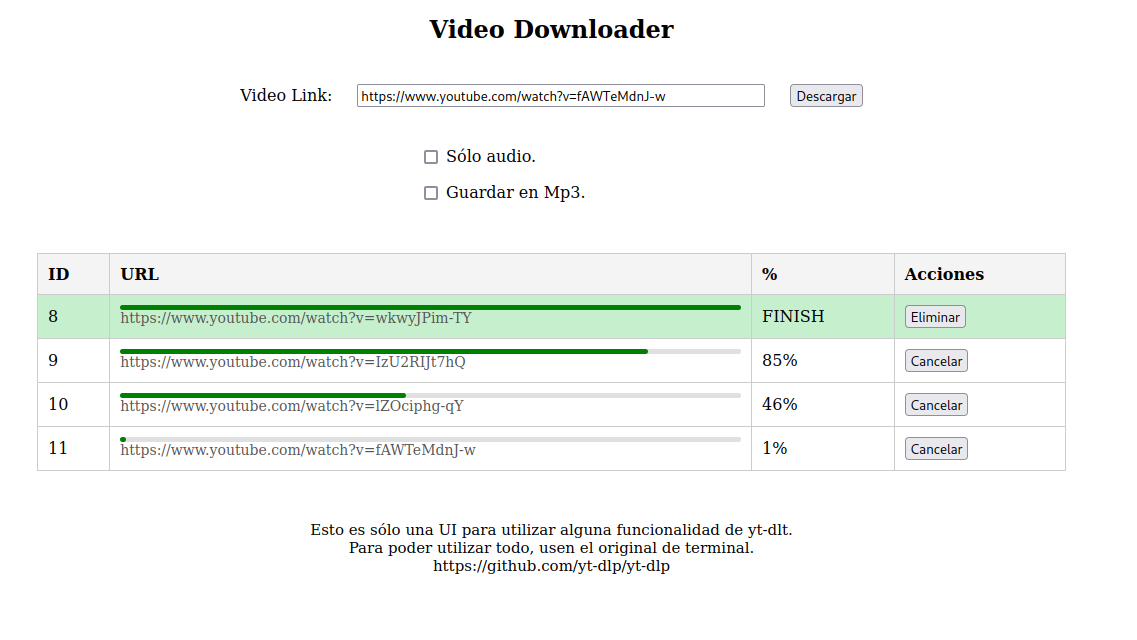 Video Downloader
Video Link: https://www.youtube.com/watch?v=fAWTeMdnJ-w Descargar
Sólo audio.
Guardar en Mp3.
ID URL % Acciones
8 https://www.youtube.com/watch?v=wkwyJPim-TY FINISH Eliminar
9 https://www.youtube.com/watch?v=IzU2RIJt7hQ 85% Cancelar
10 https://www.youtube.com/watch?v=lZOciphg-qY 46% Cancelar
11 https://www.youtube.com/watch?v=fAWTeMdnJ-w 1% Cancelar
Esto es sólo una UI para utilizar alguna funcionalidad de yt-dlt.
Para poder utilizar todo, usen el original de terminal.
https://github.com/yt-dlp/yt-dlp